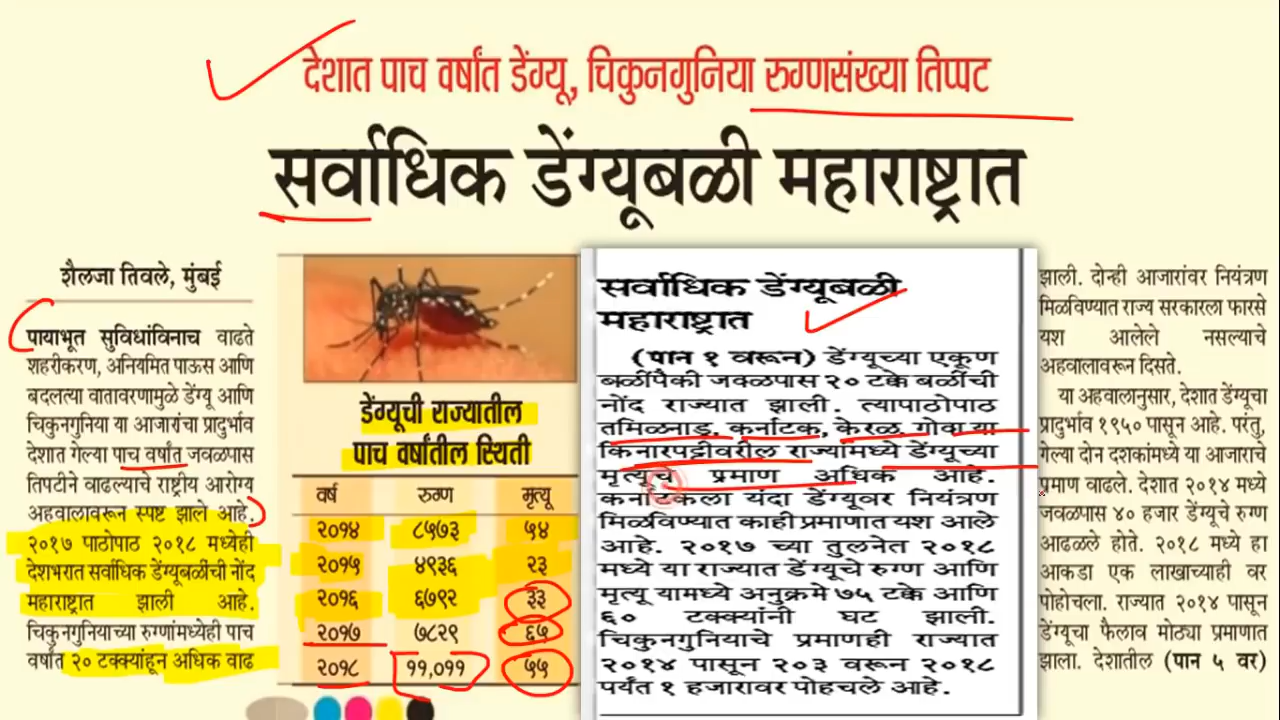 देशात पाच वर्षांत डेंग्यू, चिकुनगुनिया रुग्णसंख्या तिप्पट
सर्वाधिक डेंग्यूबळी महाराष्ट्रात
शैलजा तिवले, मुंबई
पायाभूत सुविधांविनाच वाढते
शहरीकरण, अनियमित पाऊस आणि
बदलत्या वातावरणामुळे डेंग्यू आणि
चिकुनगुनिया या आजारांचा प्रादुर्भाव
देशात गेल्या पाच वर्षांत जवळपास
तिपटीने वाढल्याचे राष्ट्रीय आरोग्य
अहवालावरून स्पष्ट झाले आहे.
२०१७ पाठोपाठ २०१८ मध्येही
देशभरात सर्वाधिक डेंग्यूबळींची नोंद
महाराष्ट्रात झाली आहे.
चिकुनगुनियाच्या रुग्णांमध्येही पाच
वर्षांत २० टक्क्यांहून अधिक वाढ
डेंग्यूची राज्यातील
पाच वर्षांतील स्थिती
वर्ष रुग्ण मृत्यू
२०१४ ८५७३ ५४
२०१५ ४९३६ २३
२०१६ ६७९२ ३३
२०१७ ७८२९ ६५
२०१८ ११,०११ ५५
सर्वाधिक डेंग्यूबळी
महाराष्ट्रात
(पान १ वरून) डेंग्यूच्या एकूण
बळींपैकी जवळपास २० टक्के बळींची
नोंद राज्यात झाली. त्यापाठोपाठ
तमिळनाडू, कर्नाटक, केरळ, गोवा या
किनारपट्टीवरील राज्यांमध्ये डेंग्यूच्या
मृत्यूचे प्रमाण अधिक आहे.
कर्नाटकला यंदा डेंग्यूवर नियंत्रण
मिळविण्यात काही प्रमाणात यश आले
आहे. २०१७ च्या तुलनेत २०१८
मध्ये या राज्यात डेंग्यूचे रुग्ण आणि
मृत्यू यामध्ये अनुक्रमे ७५ टक्के आणि
६० टक्क्यांनी घट झाली.
चिकुनगुनियाचे प्रमाणही राज्यात
२०१४ पासून २०३ वरून २०१८
पर्यंत १ हजारावर पोहचले आहे.
झाली. दोन्ही आजारांवर नियंत्रण
मिळविण्यात राज्य सरकारला फारसे
यश आलेले नसल्याचे
अहवालावरून दिसते.
या अहवालानुसार, देशात डेंग्यूचा
प्रादुर्भाव १९५० पासून आहे. परंतु,
गेल्या दोन दशकांमध्ये या आजाराचे
प्रमाण वाढले. देशात २०१४ मध्ये
जवळपास ४० हजार डेंग्यूचे रुग्ण
आढळले होते. २०१८ मध्ये हा
आकडा एक लाखाच्याही वर
पोहोचला. राज्यात २०१४ पासून
डेंग्यूचा फैलाव मोठ्या प्रमाणात
झाला. देशातील (पान ५ वर)